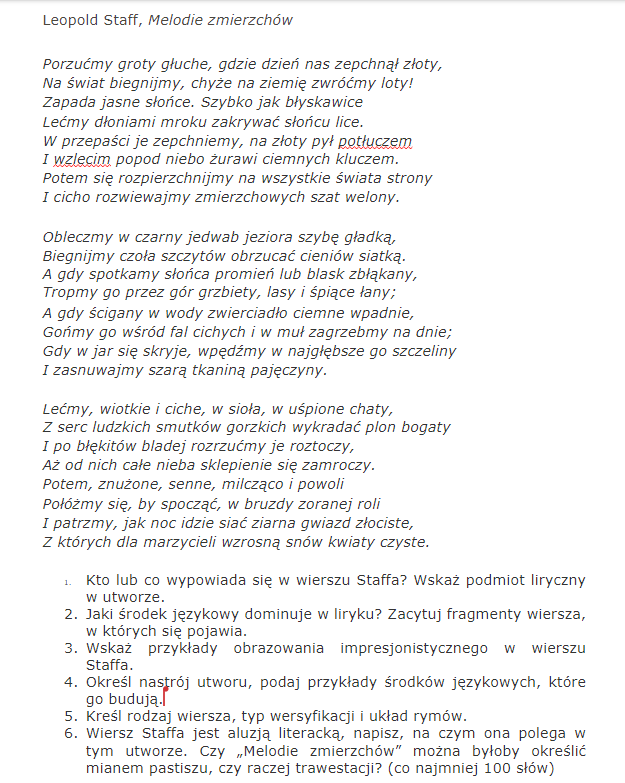 Leopold Staff, Melodie zmierzchów
Porzućmy groty głuche, gdzie dzień nas zepchnął złoty,
Na świat biegnijmy, chyże na ziemię zwróćmy loty!
Zapada jasne słońce. Szybko jak błyskawice
Lećmy dłoniami mroku zakrywać słońcu lice.
W przepaści je zepchniemy, na złoty pył potłuczem
I wzlecim popod niebo żurawi ciemnych kluczem.
Potem się rozpierzchnijmy na wszystkie świata strony
I cicho rozwiewajmy zmierzchowych szat welony.
Obleczmy w czarny jedwab jeziora szybę gładką,
Biegnijmy czoła szczytów obrzucać cieniów siatką.
A gdy spotkamy słońca promień lub blask zbłąkany,
Tropmy go przez gór grzbiety, lasy i śpiące łany;
A gdy ścigany w wody zwierciadło ciemne wpadnie,
Gońmy go wśród fal cichych i w muł zagrzebmy na dnie;
Gdy w jar się skryje, wpędźmy w najgłębsze go szczeliny
I zasnuwajmy szarą tkaniną pajęczyny.
Lećmy, wiotkie i ciche, w sioła, w uśpione chaty,
Z serc ludzkich smutków gorzkich wykradać plon bogaty
I po błękitów bladej rozrzućmy je roztoczy,
Aż od nich całe nieba sklepienie się zamroczy.
Potem, znużone, senne, milcząco i powoli
Połóżmy się, by spocząć, w bruzdy zoranej roli
I patrzmy, jak noc idzie siać ziarna gwiazd złociste,
Z których dla marzycieli wzrosną snów kwiaty czyste.
1. Kto lub co wypowiada się w wierszu Staffa? Wskaż podmiot liryczny
w utworze.
2. Jaki środek językowy dominuje w liryku? Zacytuj fragmenty wiersza,
w których się pojawia.
3. Wskaż przykłady obrazowania impresjonistycznego w wierszu
Staffa.
4. Określ nastrój utworu, podaj przykłady środków językowych, które
go budują.
5. Kreśl rodzaj wiersza, typ wersyfikacji i układ rymów.
6. Wiersz Staffa jest aluzją literacką, napisz, na czym ona polega w
tym utworze. Czy „Melodie zmierzchów” można byłoby określić
mianem pastiszu, czy raczej trawestacji? (co najmniej 100 słów)